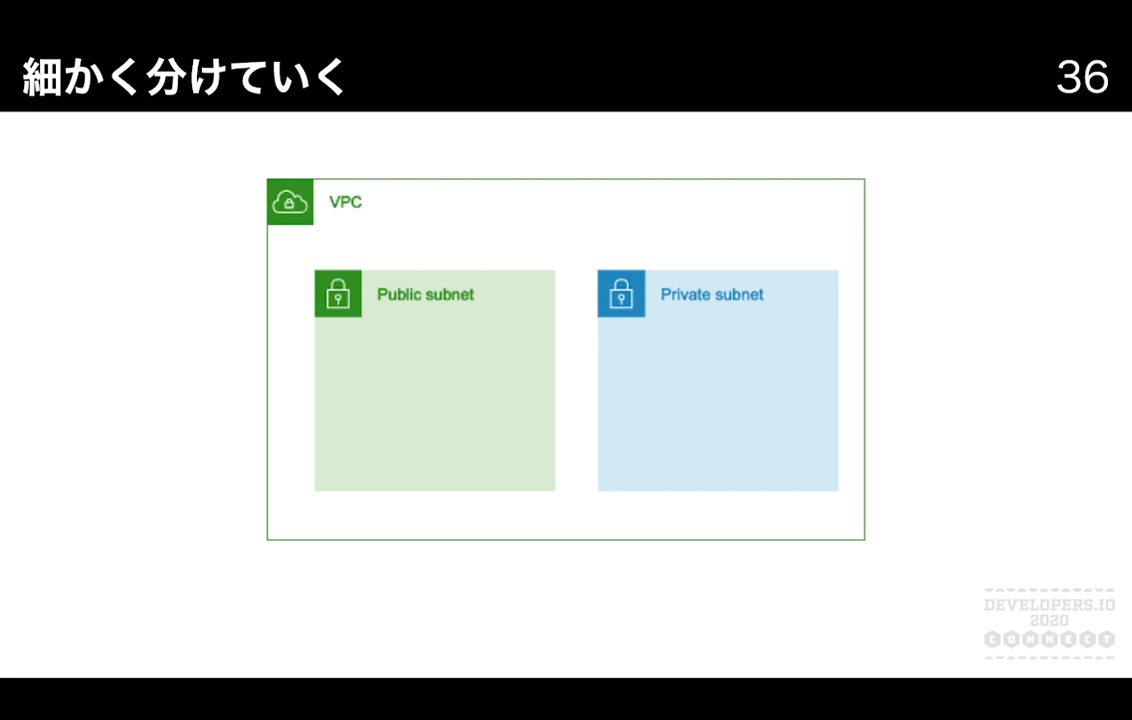 細かく分けていく
36
VPC
Public subnet
Private subnet
DEVELOPERS.IO
2020
CONNECT